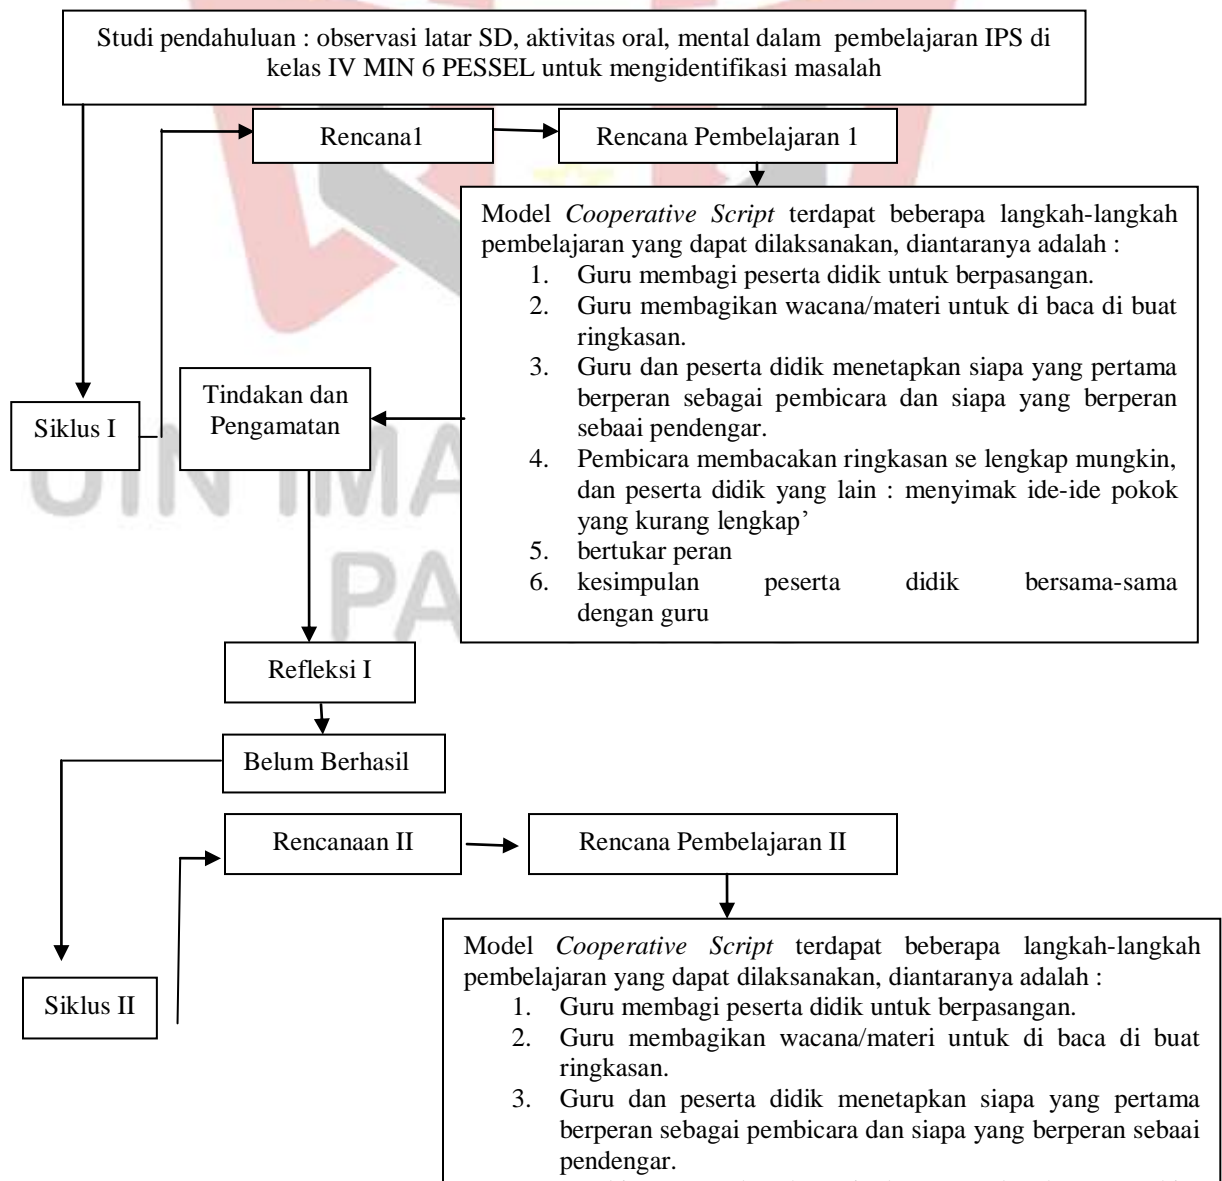 Studi pendahuluan : observasi latar SD, aktivitas oral, mental dalam pembelajaran IPS di
kelas IV MIN 6 PESSEL untuk mengidentifikasi masalah
Rencana1
Rencana Pembelajaran 1
Model Cooperative Script terdapat beberapa langkah-langkah
pembelajaran yang dapat dilaksanakan, diantaranya adalah :
1. Guru membagi peserta didik untuk berpasangan.
2. Guru membagikan wacana/materi untuk di baca di buat
ringkasan.
3. Guru dan peserta didik menetapkan siapa yang pertama
berperan sebagai pembicara dan siapa yang berperan
sebaai pendengar.
4. Pembicara membacakan ringkasan se lengkap mungkin,
dan peserta didik yang lain : menyimak ide-ide pokok
yang kurang lengkap’
5. bertukar peran
6. kesimpulan peserta didik bersama-sama
dengan guru
Tindakan dan
Pengamatan
Siklus I
UIN IMA
PA
Refleksi I
Belum Berhasil
Rencanaan II
Rencana Pembelajaran II
Siklus II
Model Cooperative Script terdapat beberapa langkah-langkah
pembelajaran yang dapat dilaksanakan, diantaranya adalah :
1. Guru membagi peserta didik untuk berpasangan.
2. Guru membagikan wacana/materi untuk di baca di buat
ringkasan.
3. Guru dan peserta didik menetapkan siapa yang pertama
berperan sebagai pembicara dan siapa yang berperan sebaai
pendengar.